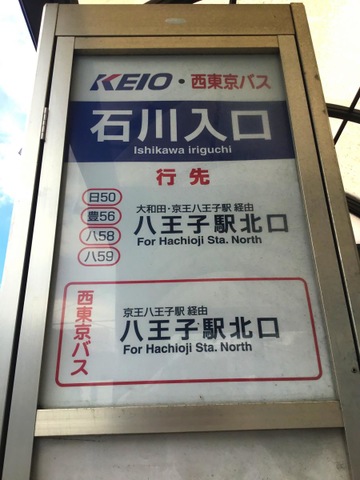 KEIO・西東京バス
石川入口
Ishikawa iriguchi
行先
日50
豊56
八58
八59
大和田・京王八王子駅 経由
八王子駅北口
For Hachioji Sta. North
西東京バス
京王八王子駅 経由
八王子駅北口
For Hachioji Sta. North